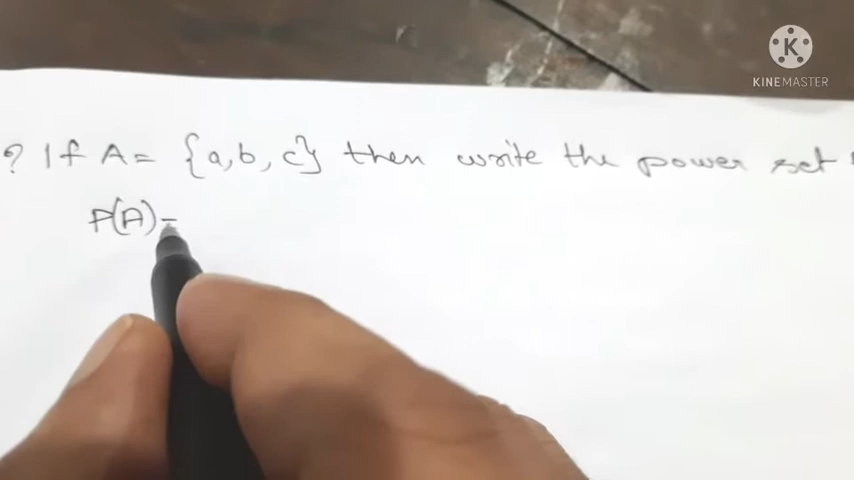 K
KINEMASTER
? If A = {a, b, c} then write the power set
P(A) =